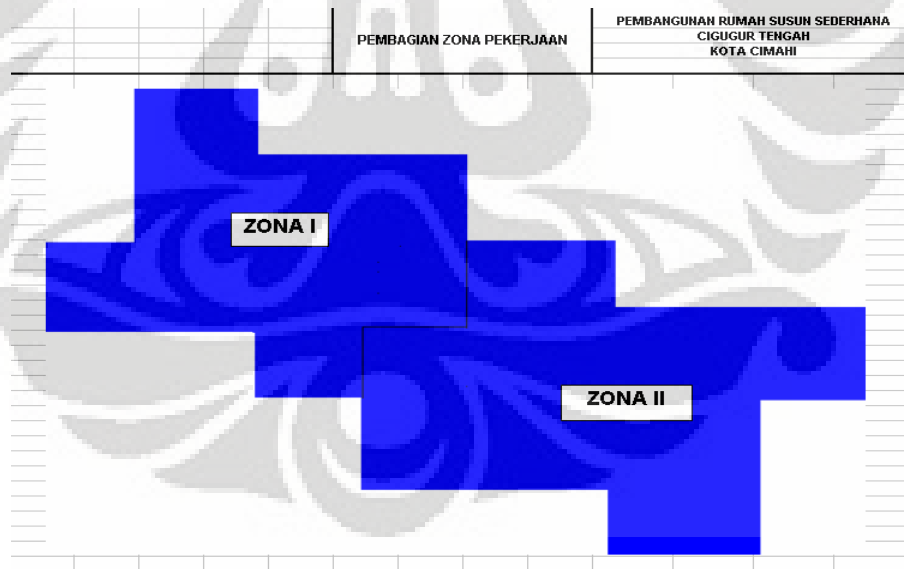 PEMBAGIAN ZONA PEKERJAAN
PEMBANGUNAN RUMAH SUSUN SEDERHANA
CIGUGUR TENGAH
KOTA CIMAHI
ZONA I
ZONA II